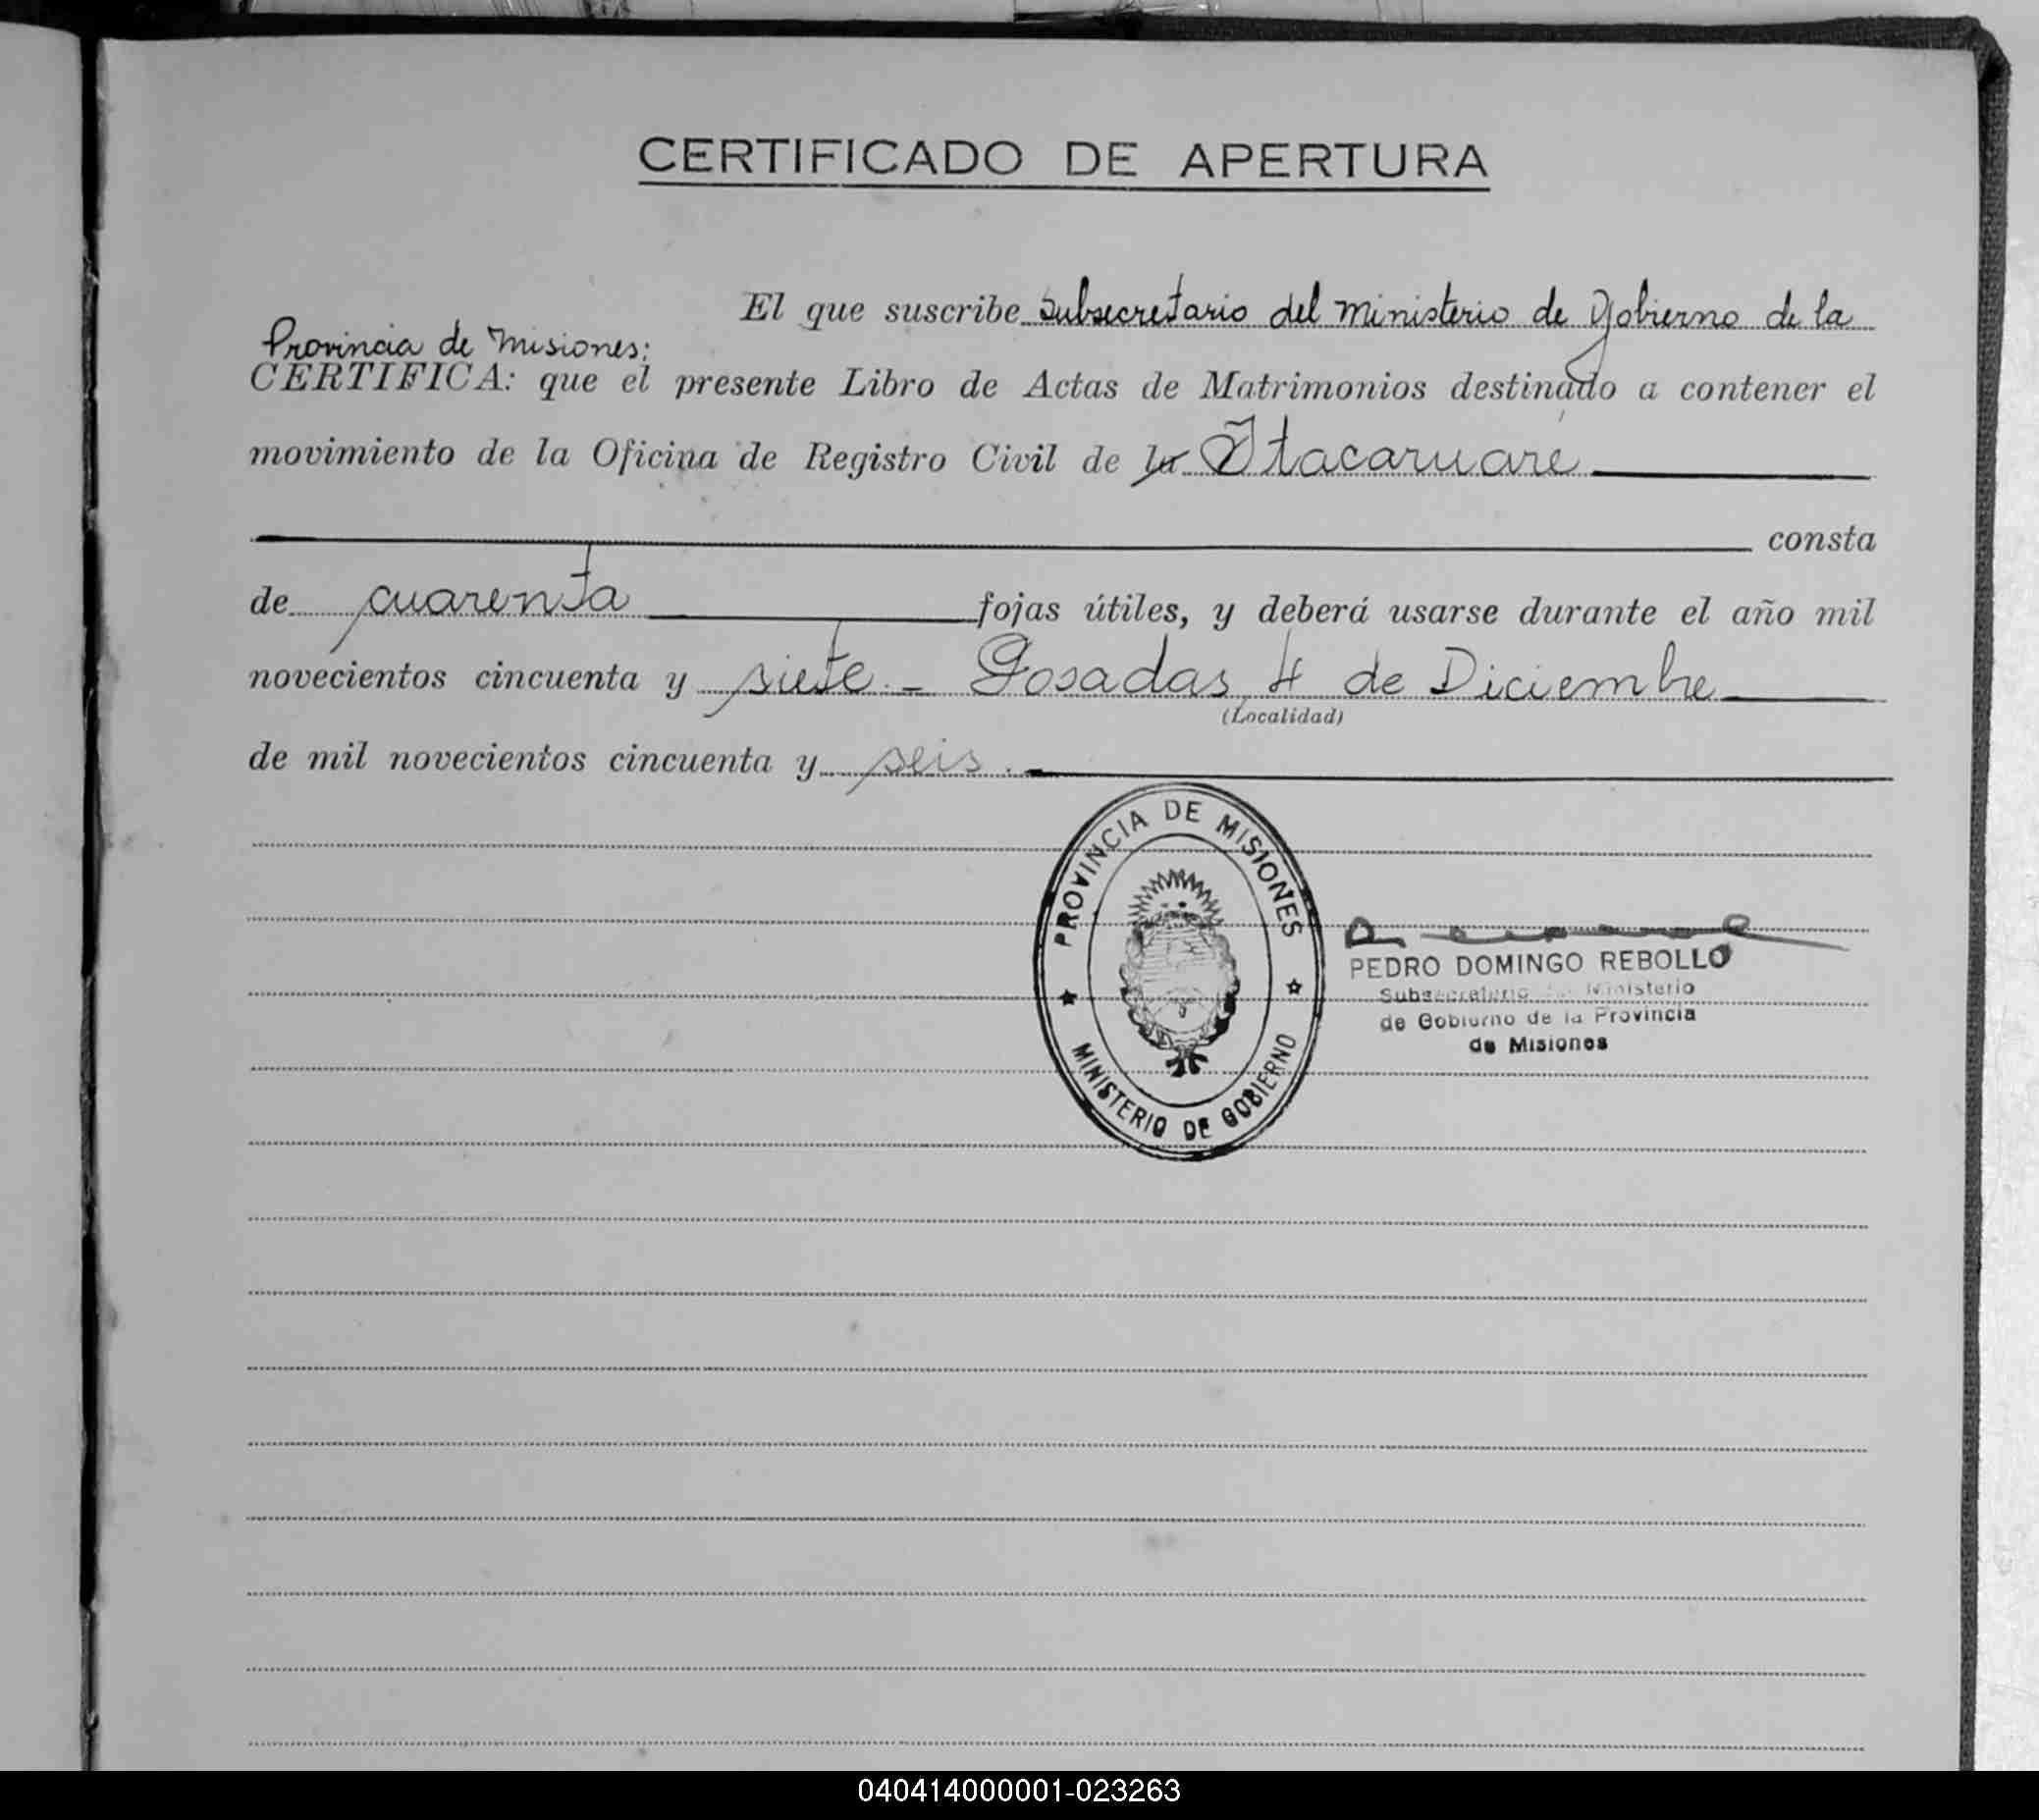 CERTIFICADO DE APERTURA
El que suscribe subsecretario del ministerio de Gobierno de la
Provincia de Misiones:
CERTIFICA: que el presente Libro de Actas de Matrimonios destinado a contener el
movimiento de la Oficina de Registro Civil de la Itacaruaré
consta
de cuarenta fojas útiles, y deberá usarse durante el año mil
novecientos cincuenta y siete.- Posadas, 4 de Diciembre
(Localidad)
de mil novecientos cincuenta y seis.-
PROVINCIA DE MISIONES
MINISTERIO DE GOBIERNO
PEDRO DOMINGO REBOLLO
Subsecretario Ministerio
de Gobierno de la Provincia
de Misiones
040414000001-023263